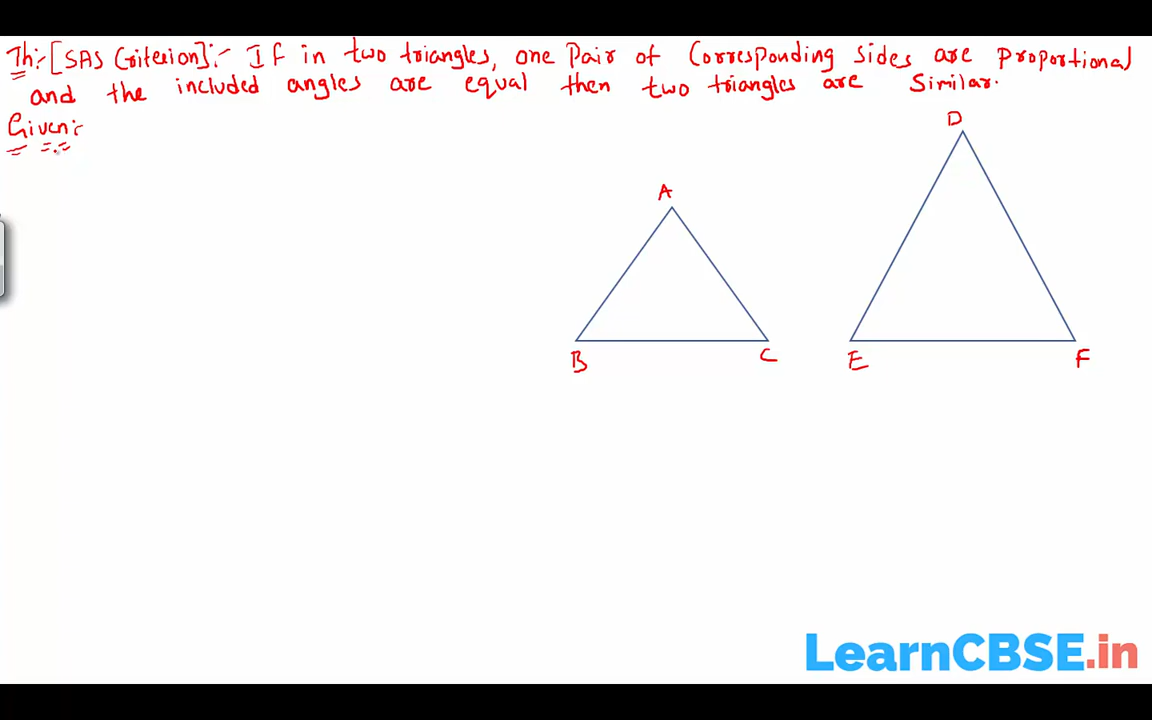 Th:-[SAS Criterion]:- If in two triangles, one Pair of Corresponding sides are proportional
and the included angles are equal then two triangles are Similar.
Given:-
D
A
B
C
E
F
LearnCBSE.in